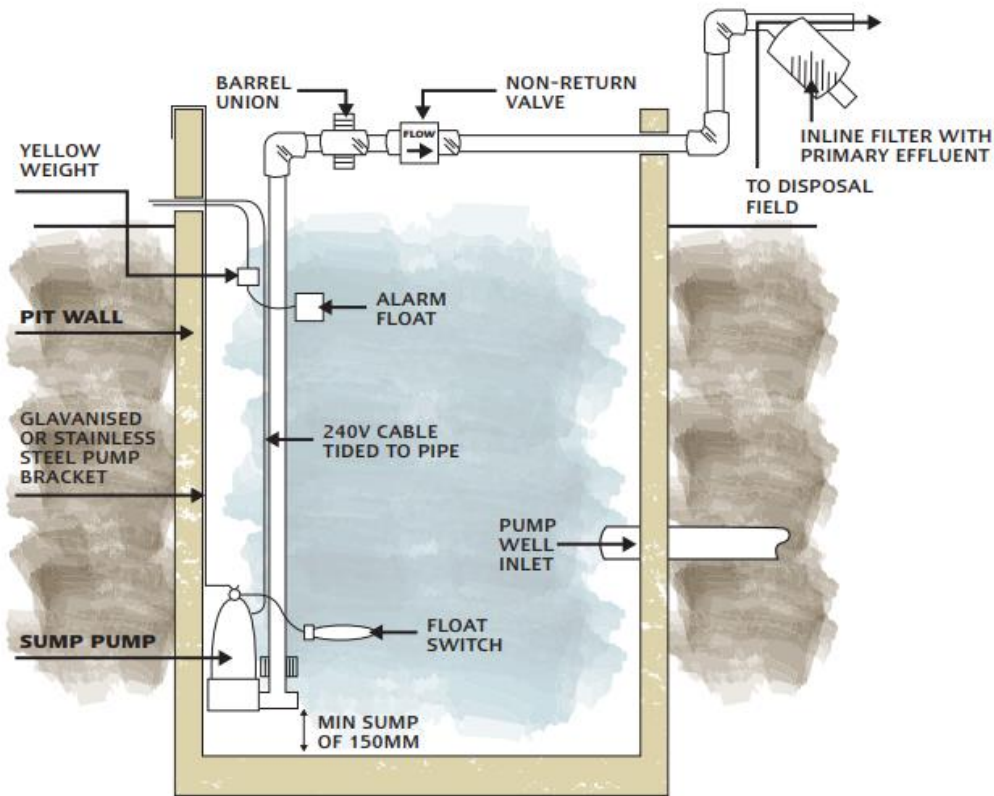 BARREL
UNION
NON-RETURN
VALVE
FLOW
INLINE FILTER WITH
PRIMARY EFFLUENT
TO DISPOSAL
FIELD
YELLOW
WEIGHT
ALARM
FLOAT
PIT WALL
GLAVANISED
OR STAINLESS
STEEL PUMP
BRACKET
240V CABLE
TIDED TO PIPE
PUMP
WELL
INLET
SUMP PUMP
FLOAT
SWITCH
MIN SUMP
OF 150MM